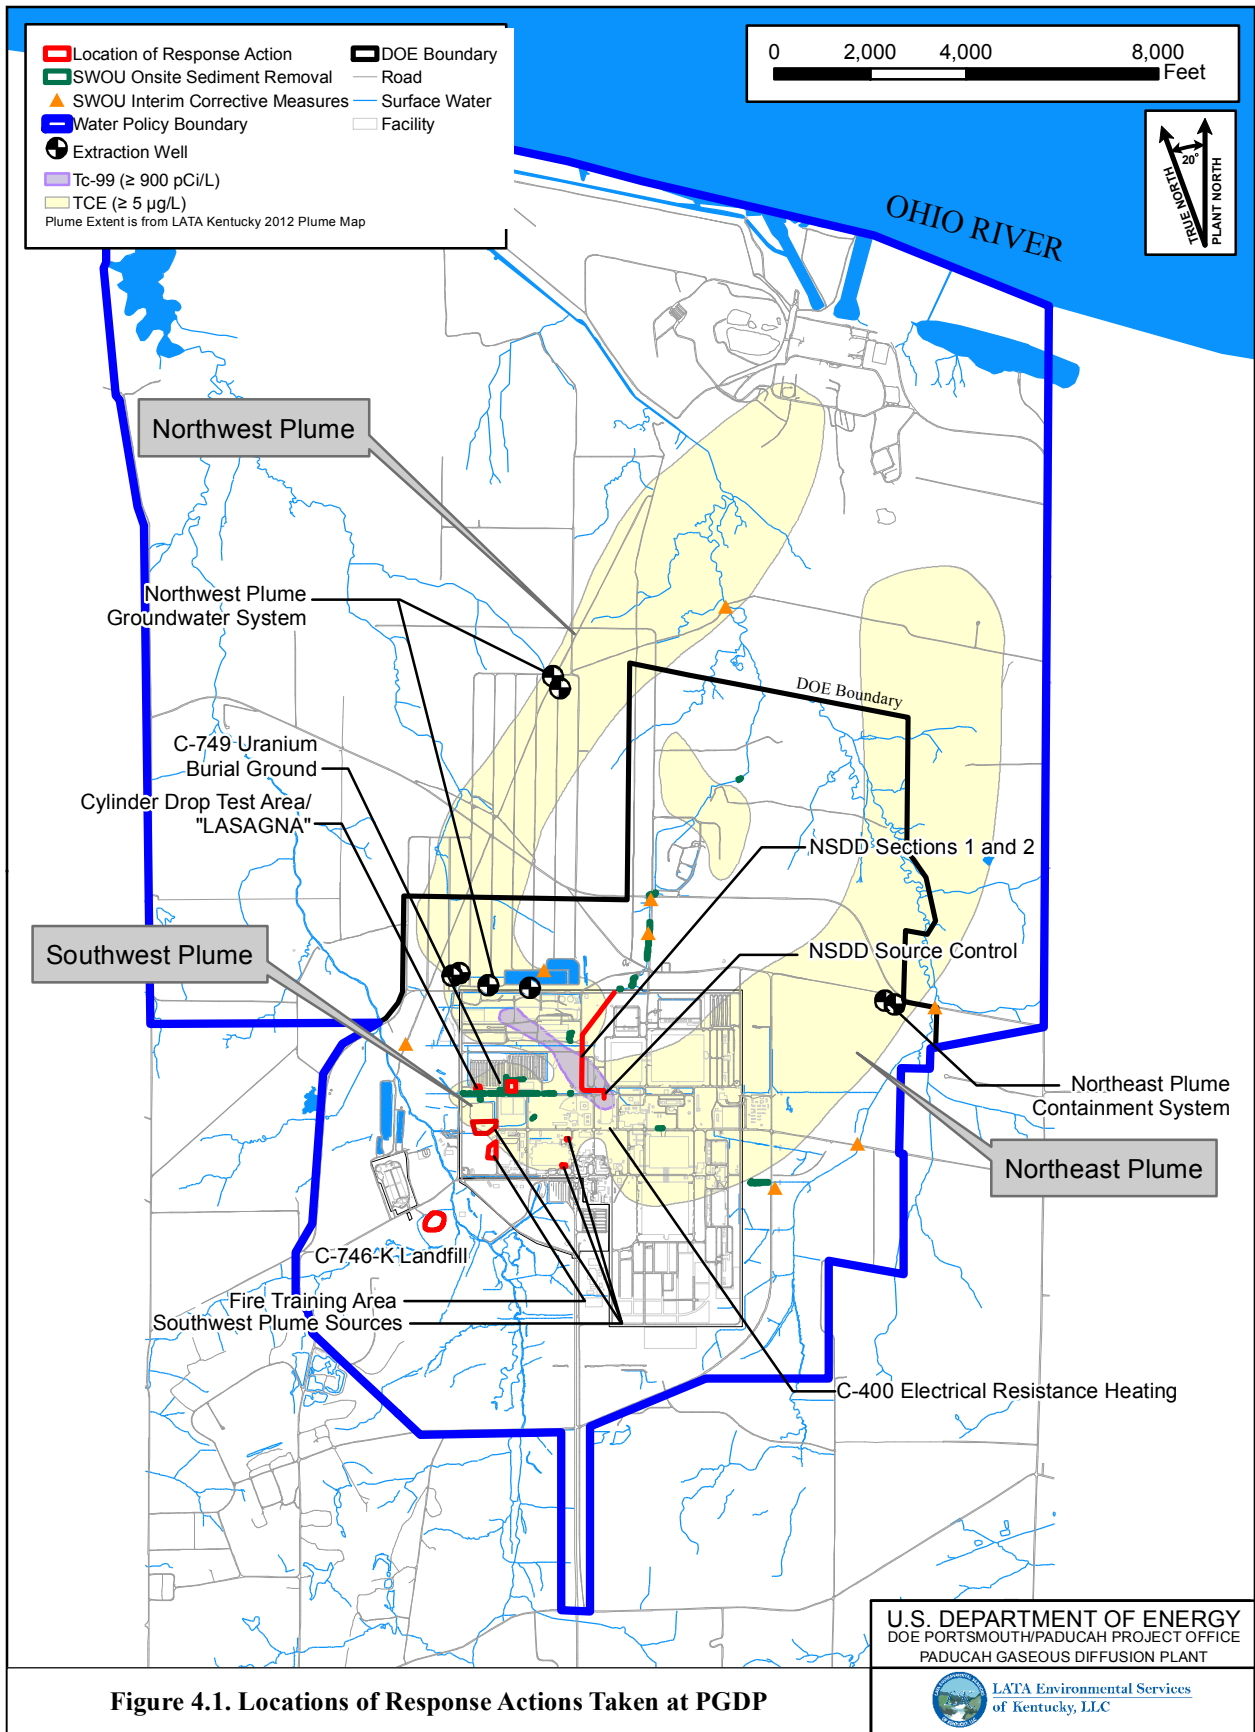 Location of Response Action
SWOU Onsite Sediment Removal
SWOU Interim Corrective Measures
Water Policy Boundary
Extraction Well
Tc-99 (≥ 900 pCi/L)
TCE (≥ 5 µg/L)
Plume Extent is from LATA Kentucky 2012 Plume Map
DOE Boundary
Road
Surface Water
Facility
0 2,000 4,000 8,000
Feet
20°
TRUE NORTH
PLANT NORTH
OHIO RIVER
Northwest Plume
Northwest Plume
Groundwater System
DOE Boundary
C-749 Uranium
Burial Ground
Cylinder Drop Test Area/
"LASAGNA"
NSDD Sections 1 and 2
Southwest Plume
NSDD Source Control
Northeast Plume
Containment System
Northeast Plume
C-746-K Landfill
Fire Training Area
Southwest Plume Sources
C-400 Electrical Resistance Heating
U.S. DEPARTMENT OF ENERGY
DOE PORTSMOUTH/PADUCAH PROJECT OFFICE
PADUCAH GASEOUS DIFFUSION PLANT
Figure 4.1. Locations of Response Actions Taken at PGDP
LATA Environmental Services
of Kentucky, LLC